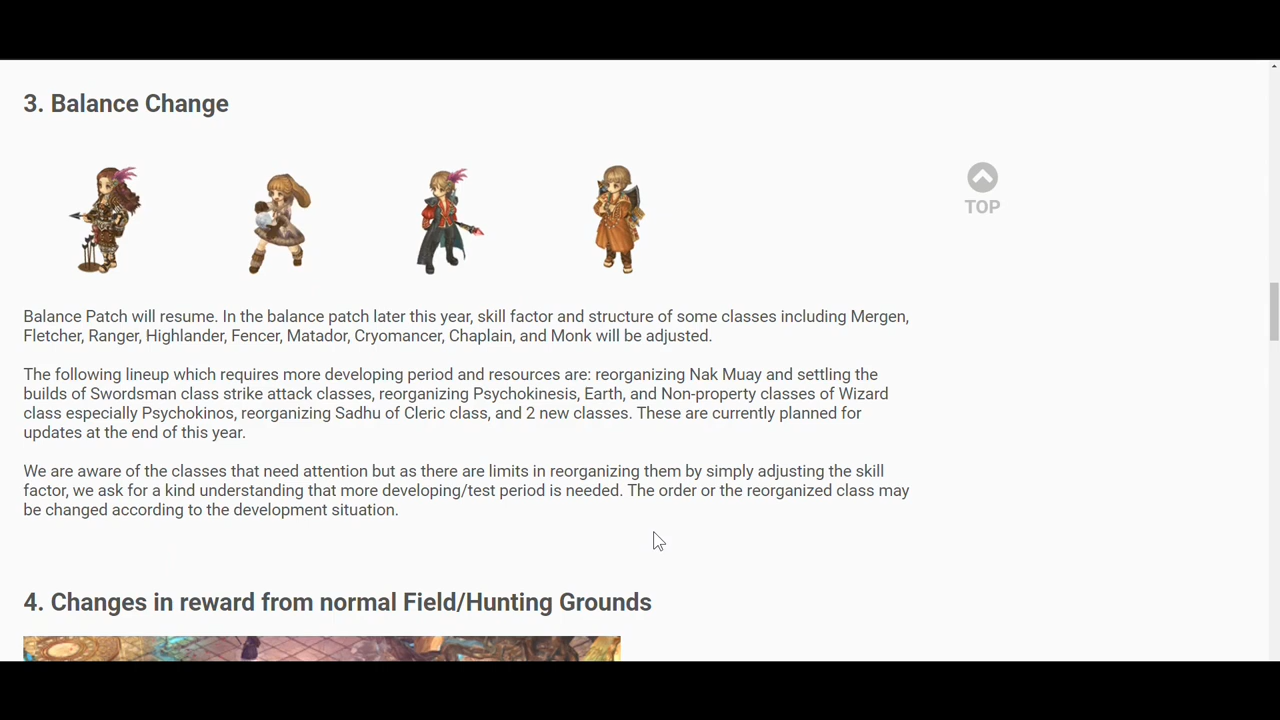 3. Balance Change
TOP
Balance Patch will resume. In the balance patch later this year, skill factor and structure of some classes including Mergen,
Fletcher, Ranger, Highlander, Fencer, Matador, Cryomancer, Chaplain, and Monk will be adjusted.
The following lineup which requires more developing period and resources are: reorganizing Nak Muay and settling the
builds of Swordsman class strike attack classes, reorganizing Psychokinesis, Earth, and Non-property classes of Wizard
class especially Psychokinos, reorganizing Sadhu of Cleric class, and 2 new classes. These are currently planned for
updates at the end of this year.
We are aware of the classes that need attention but as there are limits in reorganizing them by simply adjusting the skill
factor, we ask for a kind understanding that more developing/test period is needed. The order or the reorganized class may
be changed according to the development situation.
4. Changes in reward from normal Field/Hunting Grounds